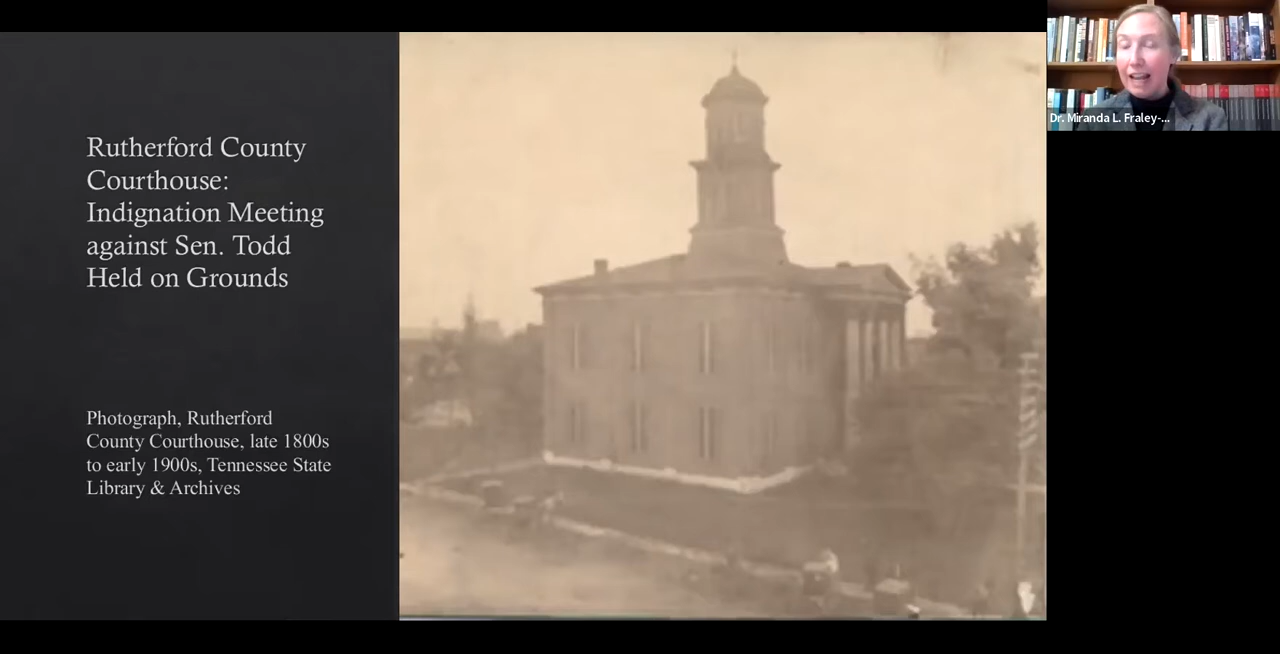 Rutherford County
Courthouse:
Indignation Meeting
against Sen. Todd
Held on Grounds
Photograph, Rutherford
County Courthouse, late 1800s
to early 1900s, Tennessee State
Library & Archives
Dr. Miranda L. Fraley-...